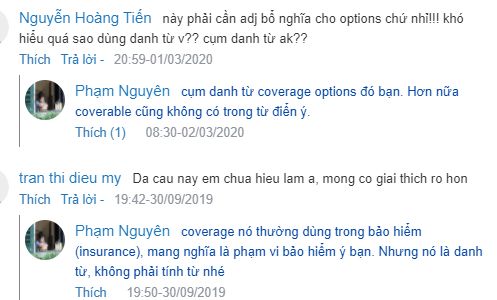 Nguyễn Hoàng Tiến này phải cần adj bổ nghĩa cho options chứ nhỉ!!! khó
hiểu quá sao dùng danh từ v?? cụm danh từ ak??
Thích Trả lời - 20:59-01/03/2020
Phạm Nguyên cụm danh từ coverage options đó bạn. Hơn nữa
coverable cũng không có trong từ điển ý.
Thích (1) 08:30-02/03/2020
tran thi dieu my Da cau nay em chua hieu lam a, mong co giai thich ro hon
Thích Trả lời - 19:42-30/09/2019
Phạm Nguyên coverage nó thường dùng trong bảo hiểm
(insurance), mang nghĩa là phạm vi bảo hiểm ý bạn. Nhưng nó là danh
từ, không phải tính từ nhé
Thích 19:50-30/09/2019